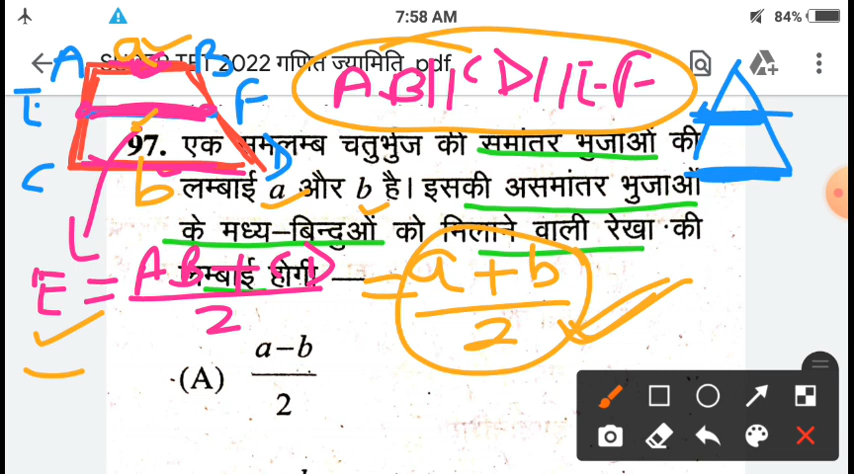 7:58 AM
84%
TET 2022 गणित ज्यामिति .pdf
A B || C D || E F
A a B
E F
C b D
97. एक समलम्ब चतुर्भुज की समांतर भुजाओं की
लम्बाई a और b है। इसकी असमांतर भुजाओं
के मध्य-बिन्दुओं को मिलाने वाली रेखा की
लम्बाई होगी —
= AB + CD / 2 = a + b / 2
(A) a-b / 2